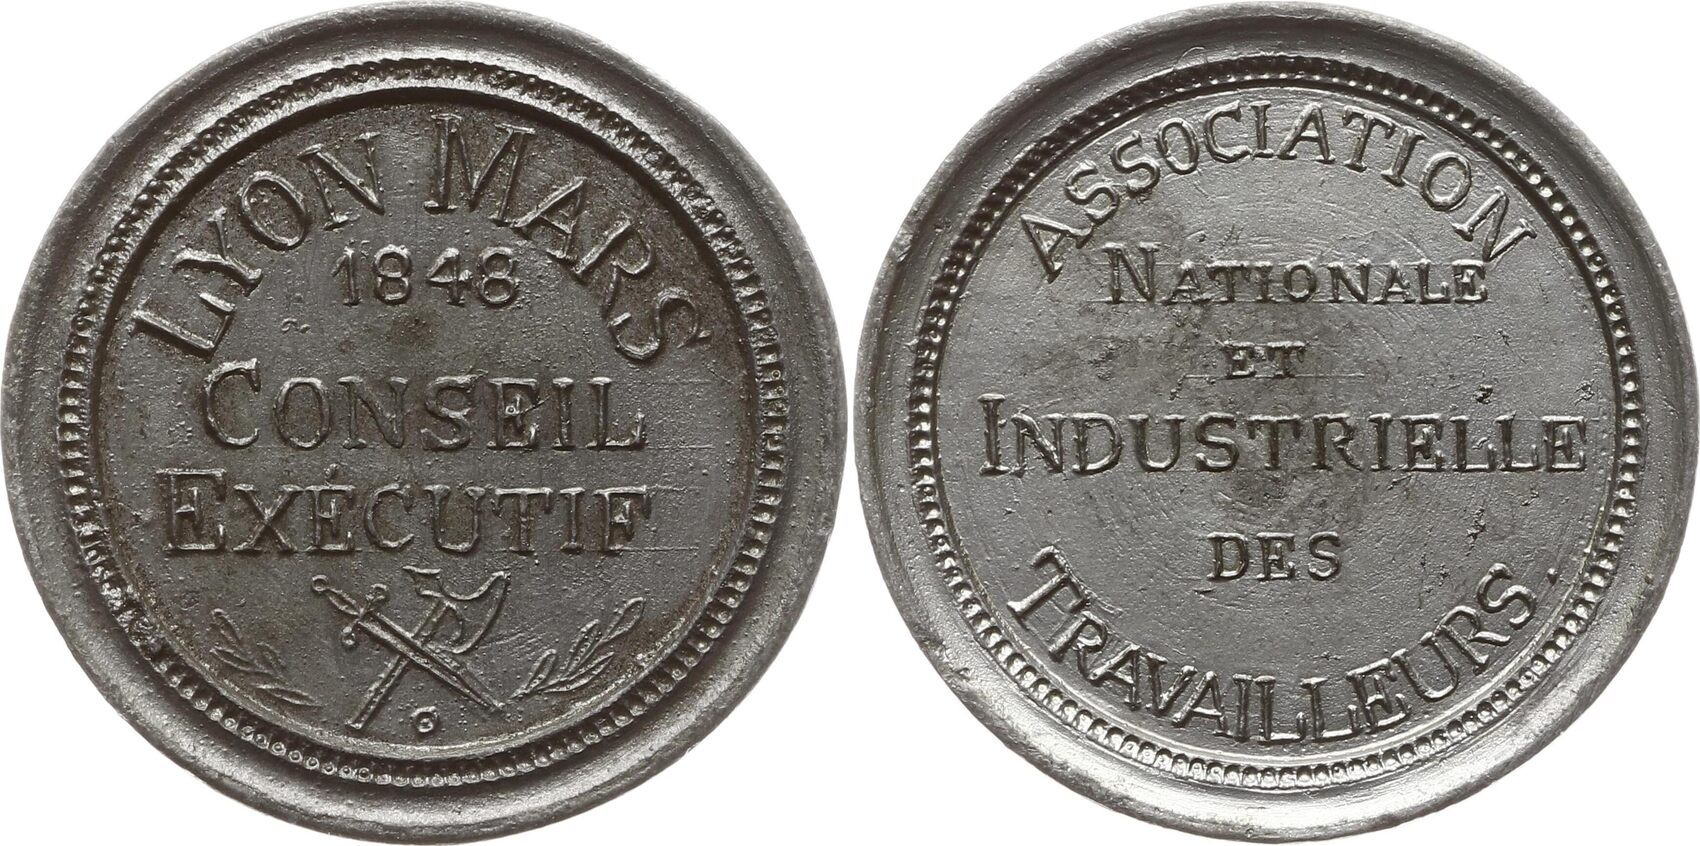 LYON MARS
1848
CONSEIL
EXÉCUTIF
ASSOCIATION
NATIONALE
ET
INDUSTRIELLE
DES
TRAVAILLEURS.